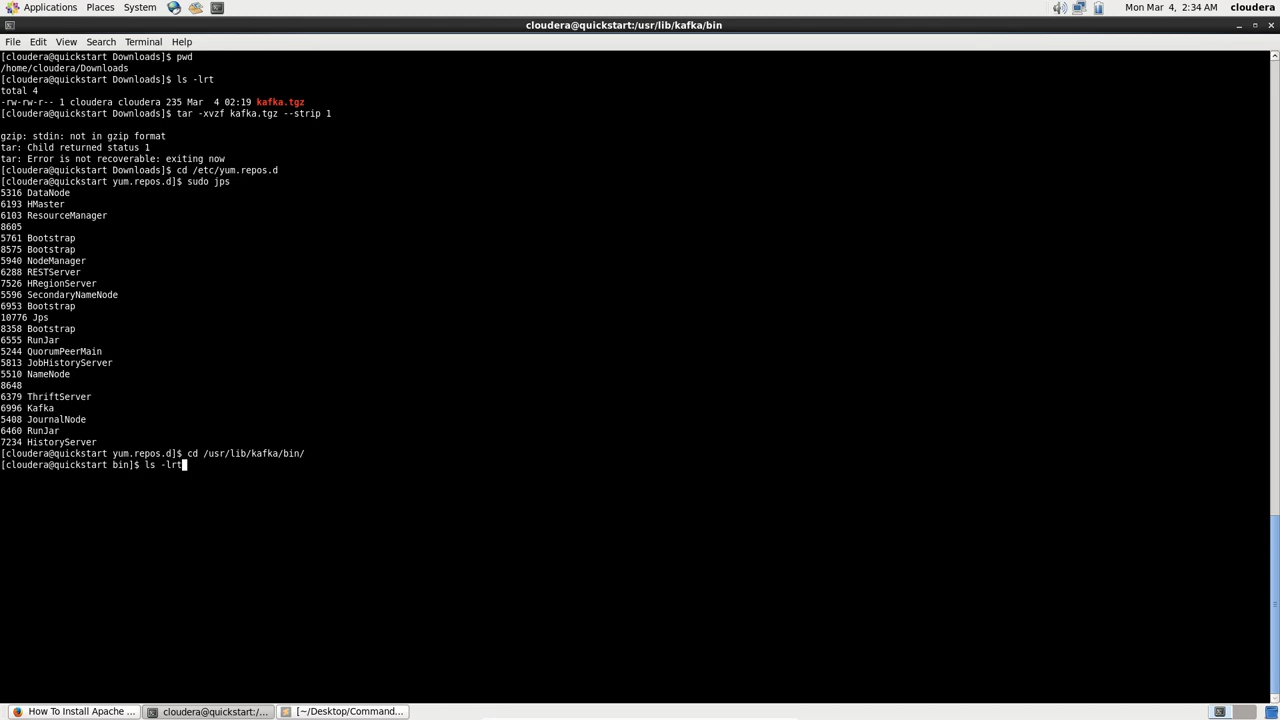 Applications Places System
Mon Mar 4, 2:34 AM cloudera
cloudera@quickstart:/usr/lib/kafka/bin
File Edit View Search Terminal Help
[cloudera@quickstart Downloads]$ pwd
/home/cloudera/Downloads
[cloudera@quickstart Downloads]$ ls -lrt
total 4
-rw-rw-r-- 1 cloudera cloudera 235 Mar  4 02:19 kafka.tgz
[cloudera@quickstart Downloads]$ tar -xvzf kafka.tgz --strip 1
gzip: stdin: not in gzip format
tar: Child returned status 1
tar: Error is not recoverable: exiting now
[cloudera@quickstart Downloads]$ cd /etc/yum.repos.d
[cloudera@quickstart yum.repos.d]$ sudo jps
5316 DataNode
6193 HMaster
6103 ResourceManager
8605
5761 Bootstrap
8575 Bootstrap
5940 NodeManager
6288 RESTServer
7526 HRegionServer
5596 SecondaryNameNode
6953 Bootstrap
10776 Jps
8358 Bootstrap
6555 RunJar
5244 QuorumPeerMain
5813 JobHistoryServer
5510 NameNode
8648
6379 ThriftServer
6996 Kafka
5408 JournalNode
6460 RunJar
7234 HistoryServer
[cloudera@quickstart yum.repos.d]$ cd /usr/lib/kafka/bin/
[cloudera@quickstart bin]$ ls -lrt
How To Install Apache ...
cloudera@quickstart:/...
[~/Desktop/Command...